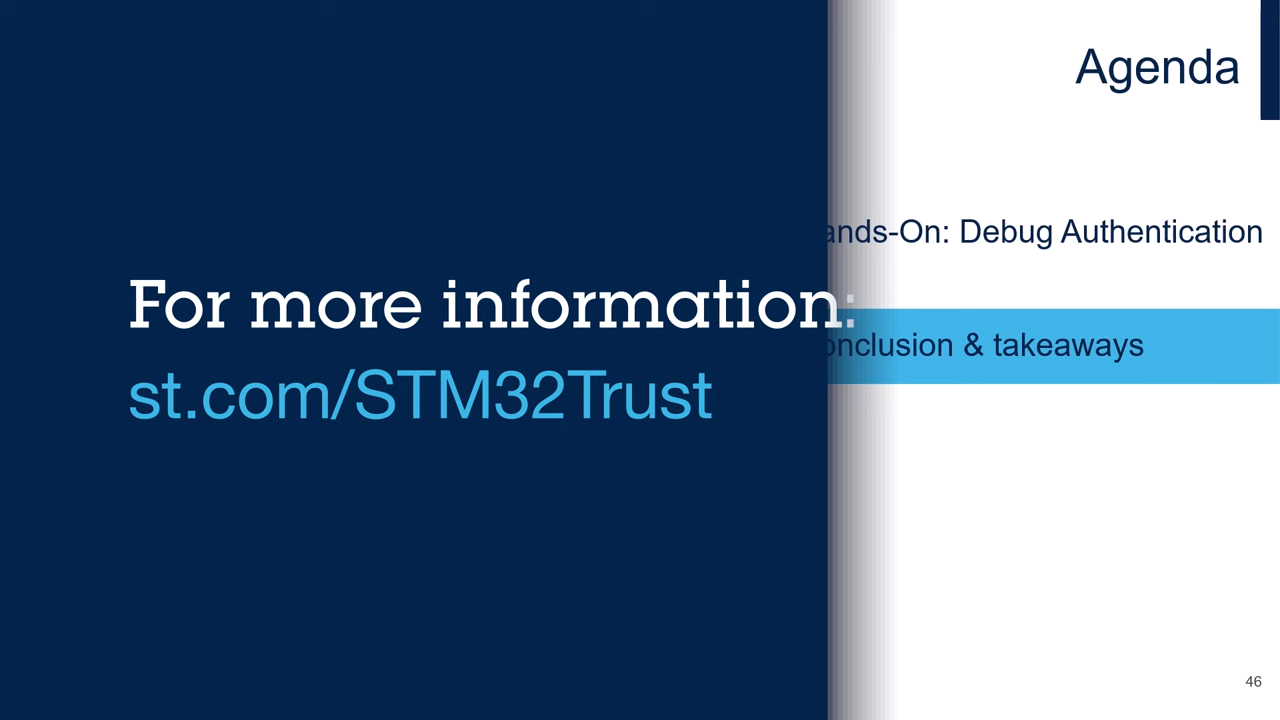 Agenda
ands-On: Debug Authentication
For more information:
onclusion & takeaways
st.com/STM32Trust
46